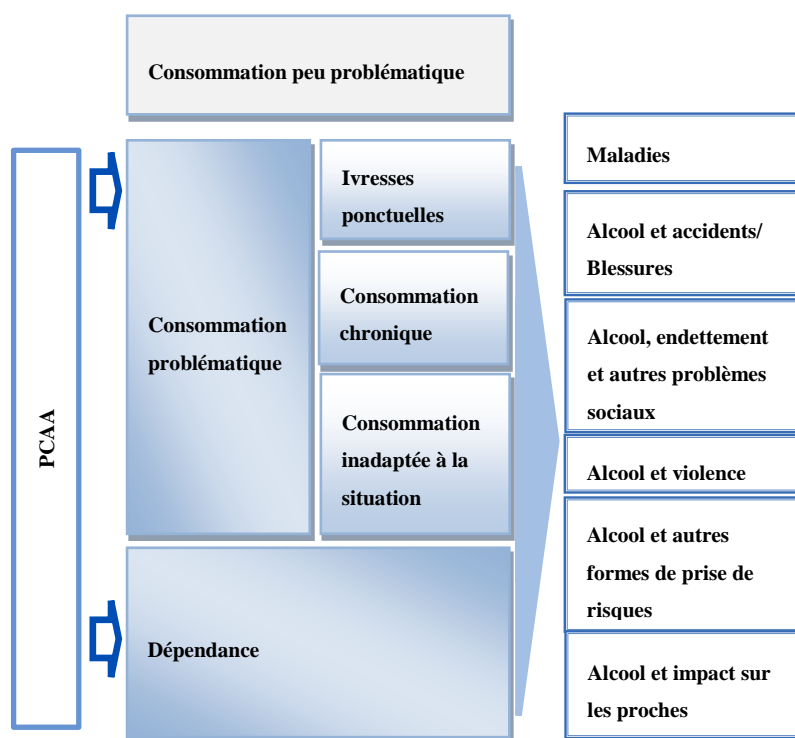 Consommation peu problématique
PCAA
Consommation
problématique
Ivresses
ponctuelles
Consommation
chronique
Consommation
inadaptée à la
situation
Dépendance
Maladies
Alcool et accidents/
Blessures
Alcool, endettement
et autres problèmes
sociaux
Alcool et violence
Alcool et autres
formes de prise de
risques
Alcool et impact sur
les proches